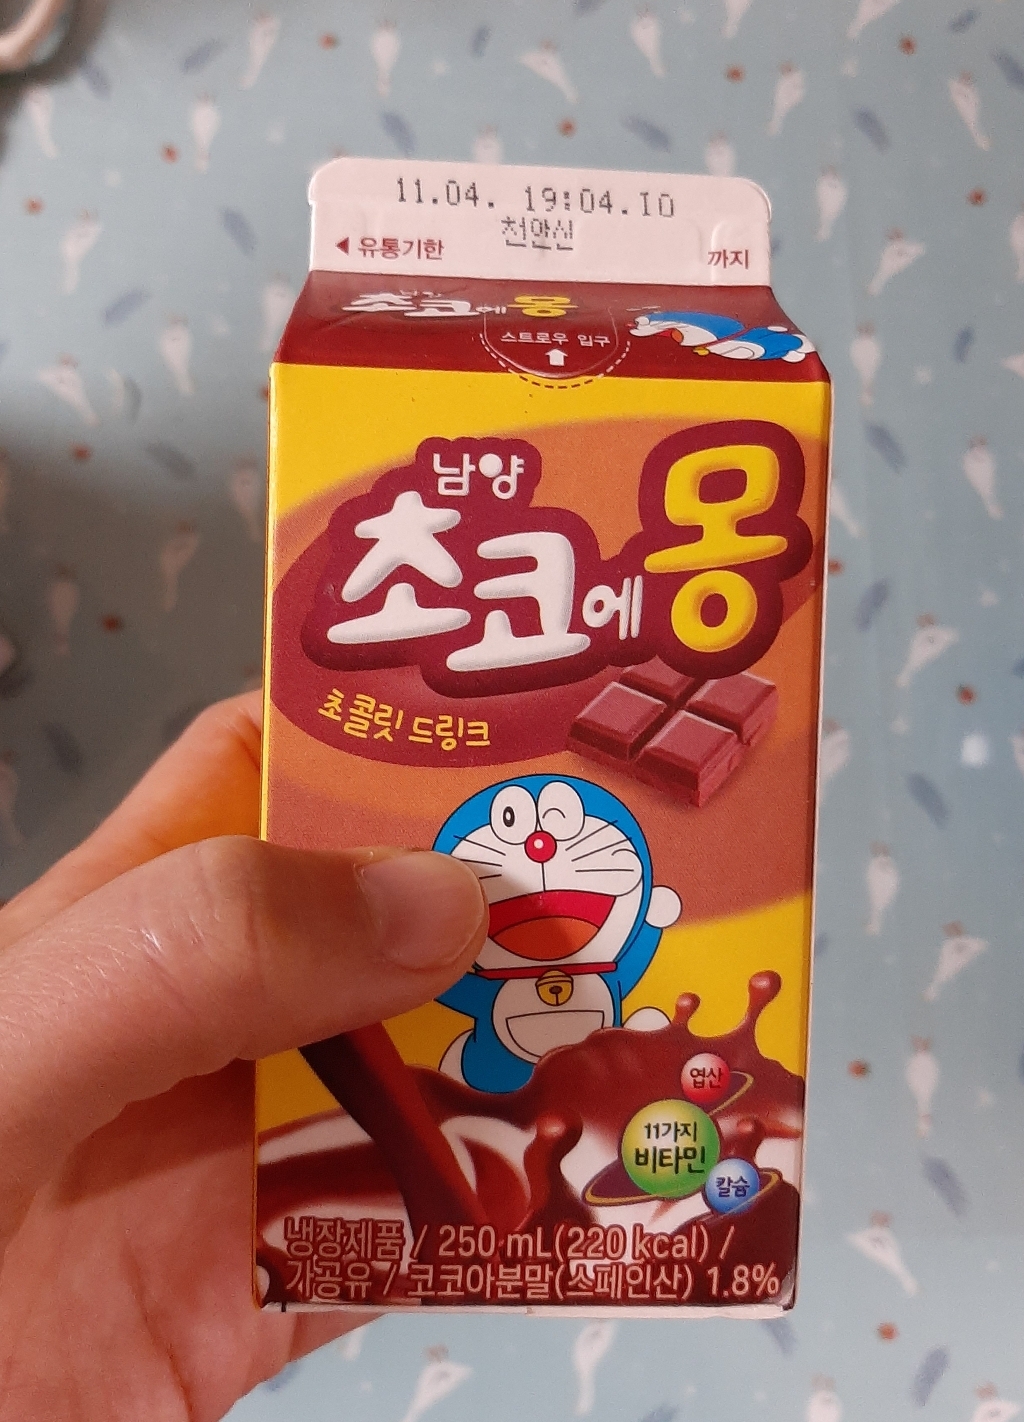 11.04. 19:04.10
천안신
◀ 유통기한
까지
남양
초코에몽
스트로우 입구
남양
초코에몽
초콜릿 드링크
엽산
11가지
비타민
칼슘
냉장제품 / 250 mL(220 kcal) /
가공유 / 코코아분말(스페인산) 1.8%